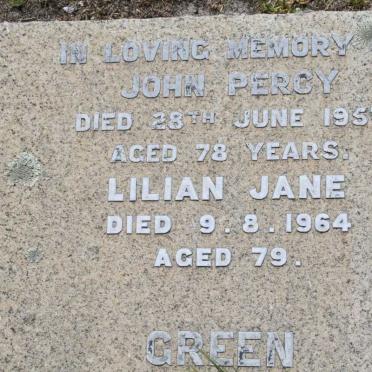 IN LOVING MEMORY
JOHN PERCY
DIED 28TH JUNE
AGED 78 YEARS.
LILIAN JANE
DIED 9.8.1964
AGED 79.
GREEN